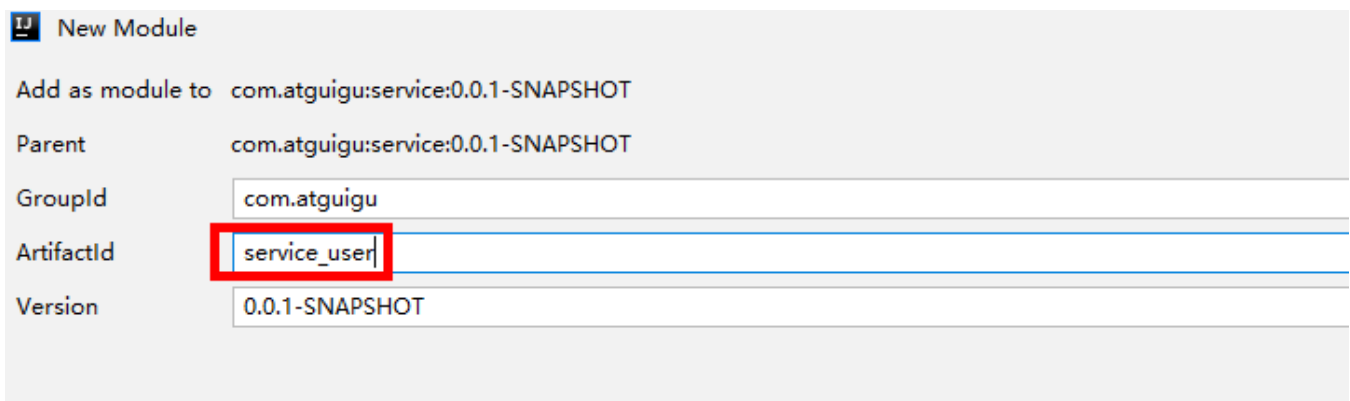 New Module
Add as module to com.atguigu:service:0.0.1-SNAPSHOT
Parent com.atguigu:service:0.0.1-SNAPSHOT
GroupId com.atguigu
ArtifactId service_user
Version 0.0.1-SNAPSHOT